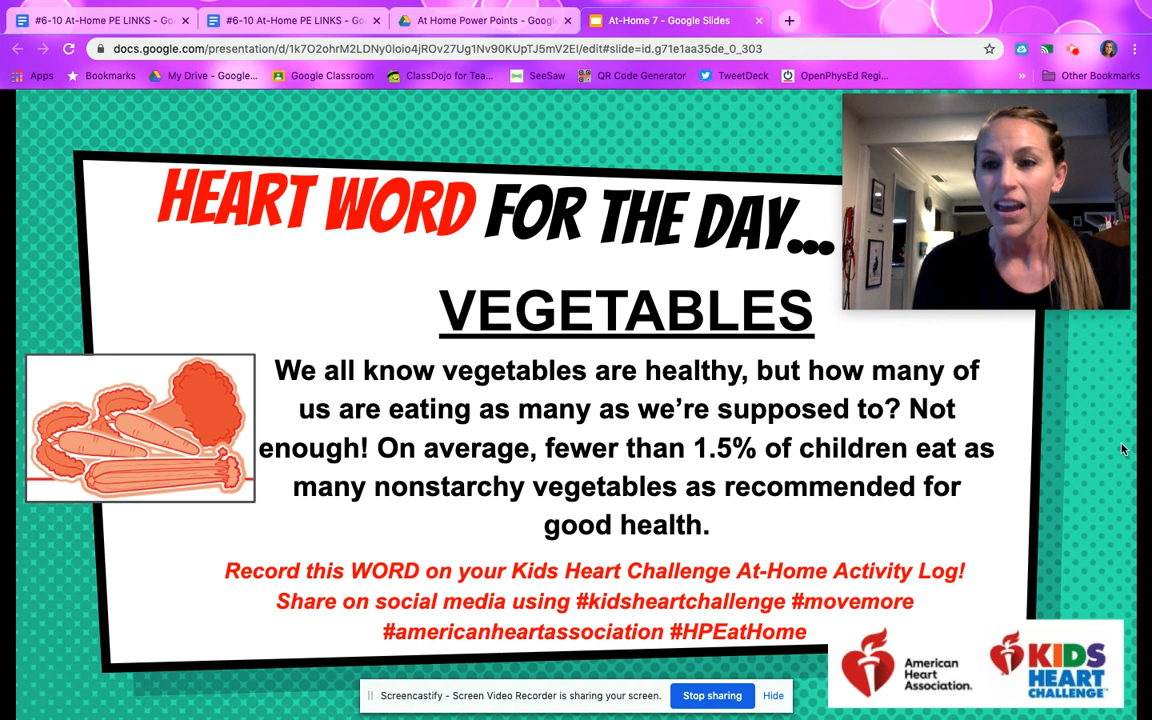 #6-10 At-Home PE LINKS - Go
#6-10 At-Home PE LINKS - Go
At Home Power Points - Googl
At-Home 7 - Google Slides
docs.google.com/presentation/d/1k7O2ohrM2LDNy0loio4jROv27Ug1Nv90KUpTJ5mV2EI/edit#slide=id.g71e1aa35de_0_303
Apps Bookmarks My Drive - Google... Google Classroom ClassDojo for Tea... SeeSaw QR Code Generator TweetDeck OpenPhysEd Regi... » Other Bookmarks
HEART WORD FOR THE DAY...
VEGETABLES
We all know vegetables are healthy, but how many of
us are eating as many as we’re supposed to? Not
enough! On average, fewer than 1.5% of children eat as
many nonstarchy vegetables as recommended for
good health.
Record this WORD on your Kids Heart Challenge At-Home Activity Log!
Share on social media using #kidsheartchallenge #movemore
#americanheartassociation #HPEatHome
American
Heart
Association.
KIDS
HEART
CHALLENGE™
Screencastify - Screen Video Recorder is sharing your screen. Stop sharing Hide